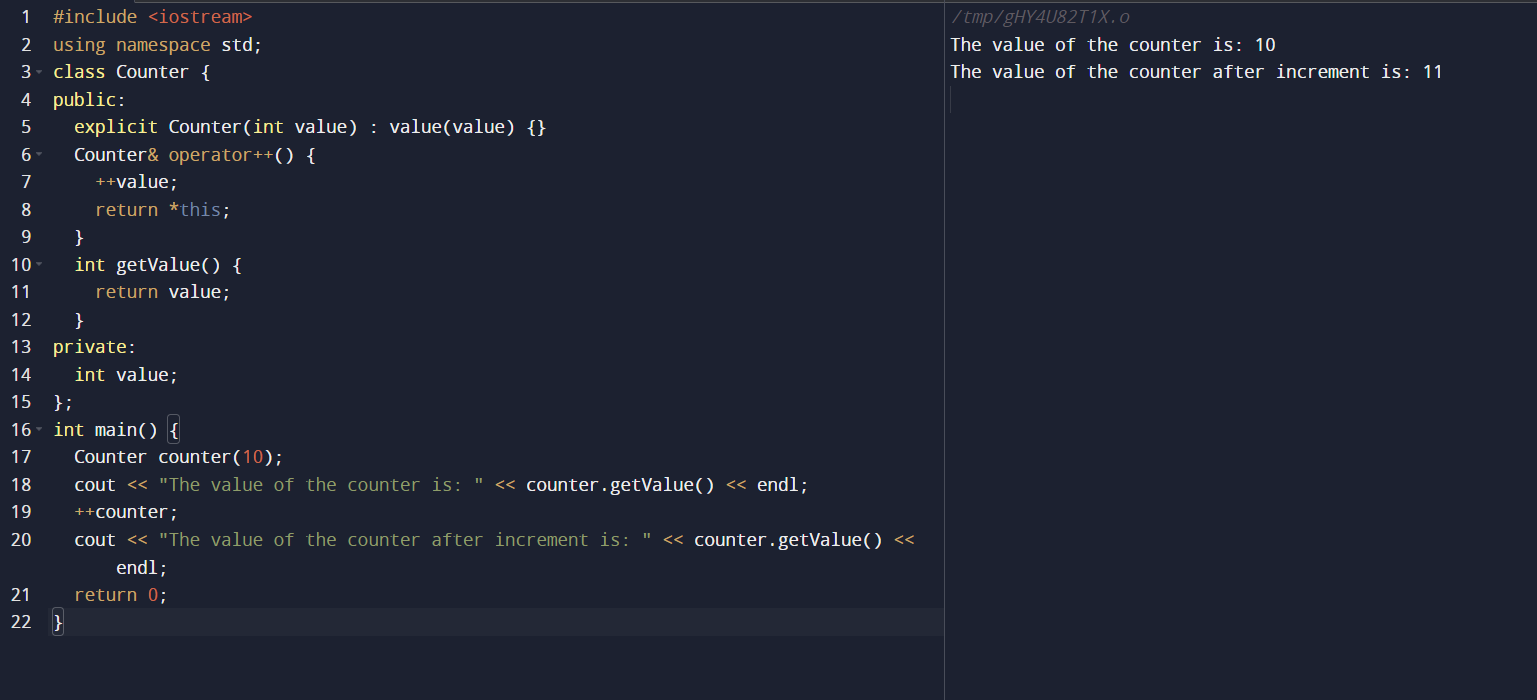 1 #include <iostream>
2 using namespace std;
3 class Counter {
4 public:
5   explicit Counter(int value) : value(value) {}
6   Counter& operator++() {
7     ++value;
8     return *this;
9   }
10   int getValue() {
11     return value;
12   }
13 private:
14   int value;
15 };
16 int main() {
17   Counter counter(10);
18   cout << "The value of the counter is: " << counter.getValue() << endl;
19   ++counter;
20   cout << "The value of the counter after increment is: " << counter.getValue() <<
      endl;
21   return 0;
22 }
/tmp/gHY4U82T1X.o
The value of the counter is: 10
The value of the counter after increment is: 11